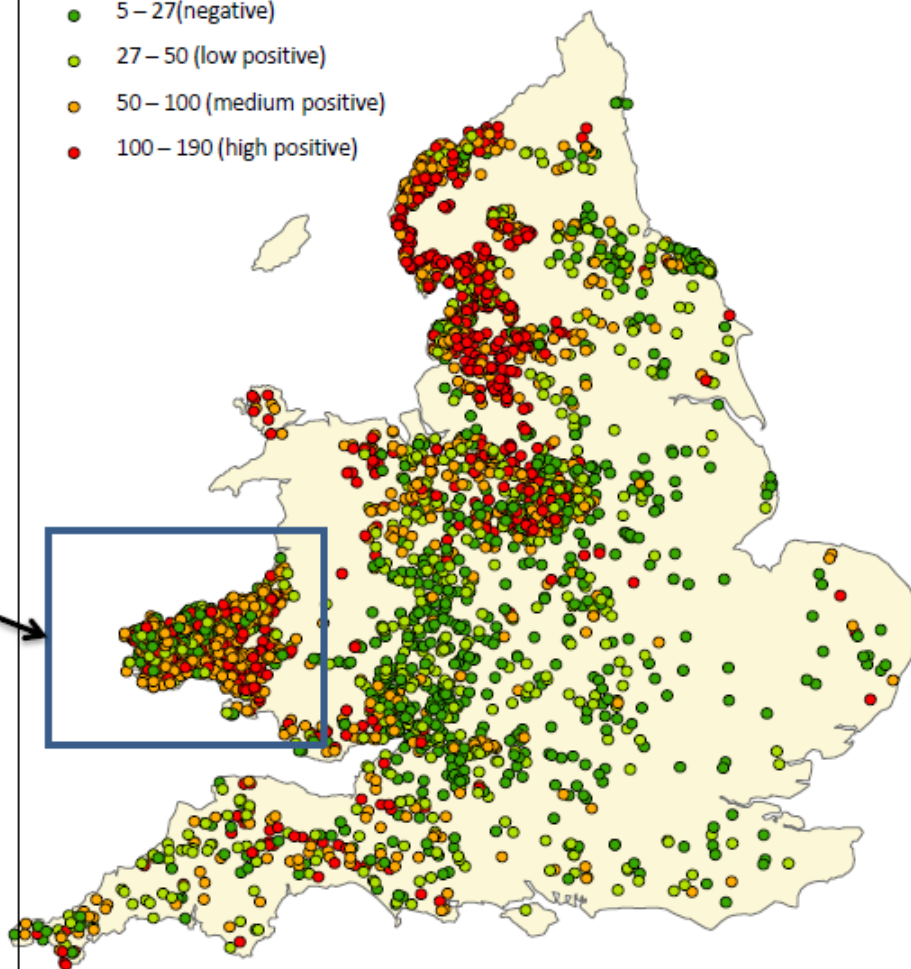 5 – 27(negative)
27 – 50 (low positive)
50 – 100 (medium positive)
100 – 190 (high positive)